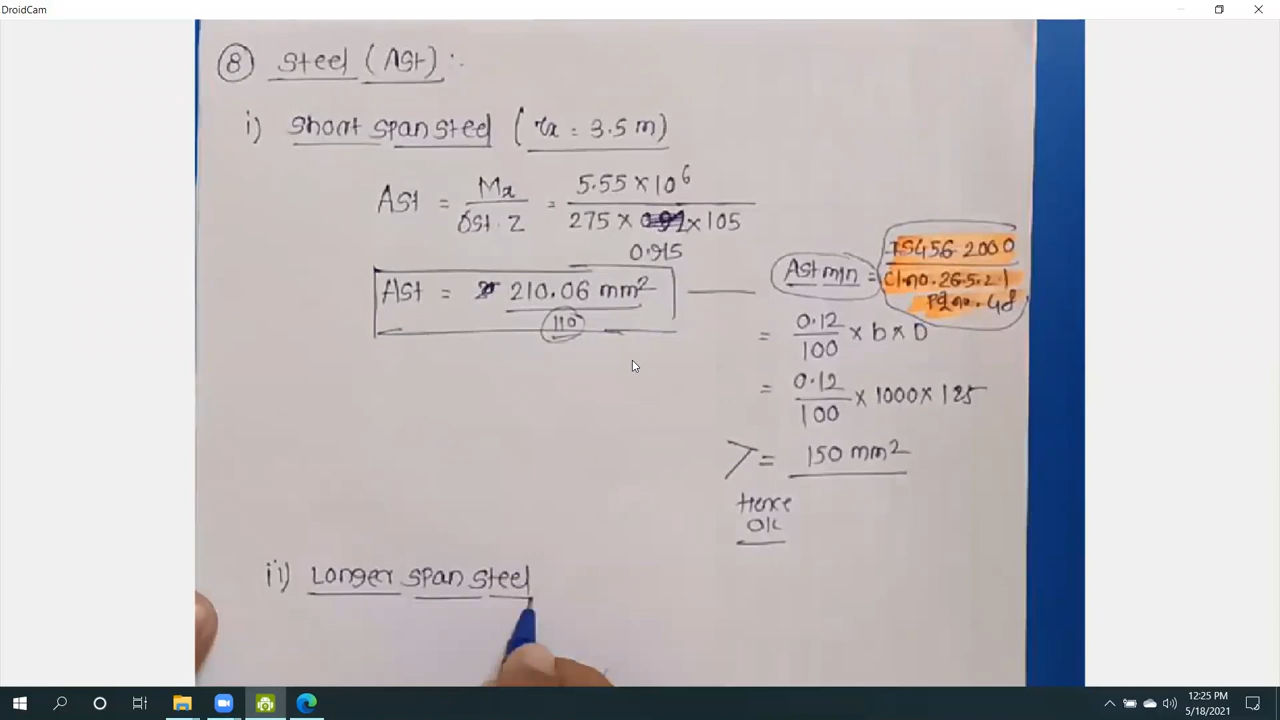 DroidCam
8 Steel (Ast) :-
i) Short span steel (lx = 3.5 m)
Ast = Mx / σst · z = 5.55 × 10⁶ / 275 × 0.92 × 105
0.915
Ast = 210.06 mm²
110
Ast min = IS456-2000
Cl.no. 26.5.2.1
Pg no. 48
= 0.12 / 100 × b × D
= 0.12 / 100 × 1000 × 125
> = 150 mm²
Hence
OK
ii) Longer span steel
12:25 PM
5/18/2021